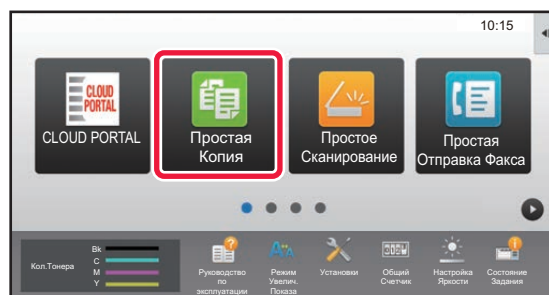 10:15
CLOUD
PORTAL
CLOUD PORTAL
Простая
Копия
Простое
Сканирование
Простая
Отправка Факса
Кол.Тонера
Bk
C
M
Y
Руководство
по
эксплуатации
Режим
Увелич.
Показа
Установки
Общий
Счетчик
Настройка
Яркости
Состояние
Задания